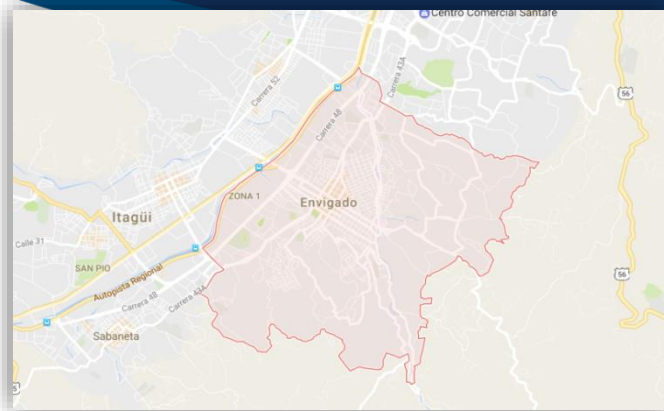 Centro Comercial Santafé
Carrera 43A
Carrera 52
56
Carrera 48
ZONA 1
Envigado
Itagüí
Calle 31
SAN PIO
56
Autopista Regional
Carrera 48
Carrera 43A
Sabaneta